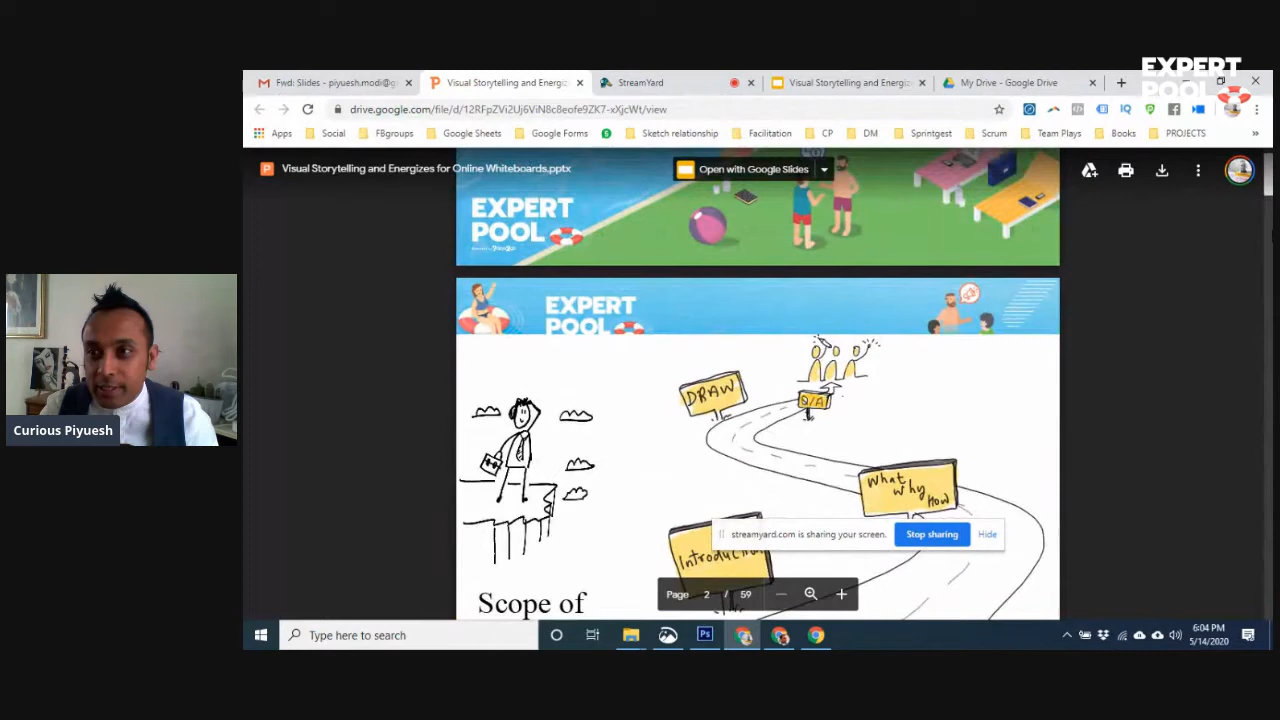 EXPERT
POOL
Fwd: Slides - piyuesh.modi@g
Visual Storytelling and Energiz
StreamYard
Visual Storytelling and Energiz
My Drive - Google Drive
drive.google.com/file/d/12RFpZVi2Uj6ViN8c8eofe9ZK7-xXjcWt/view
Apps
Social
FBgroups
Google Sheets
Google Forms
Sketch relationship
Facilitation
CP
DM
Sprintgest
Scrum
Team Plays
Books
PROJECTS
Visual Storytelling and Energizes for Online Whiteboards.pptx
Open with Google Slides
EXPERT
POOL
EXPERT
POOL
DRAW
Q/A
What
Why
How
Introduction
streamyard.com is sharing your screen.
Stop sharing
Hide
Scope of
Page 2 / 59
Curious Piyuesh
Type here to search
Ps
6:04 PM
5/14/2020